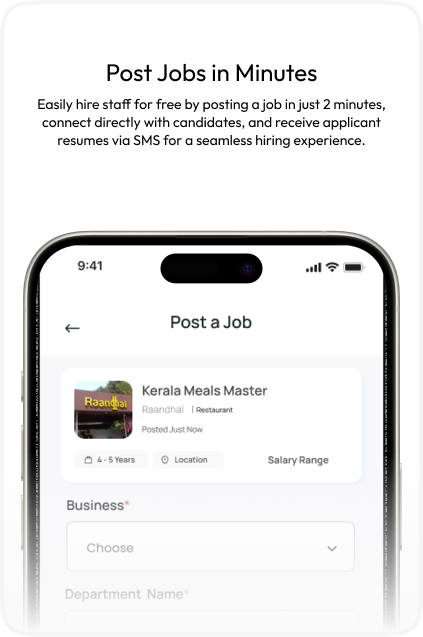 Post Jobs in Minutes
Easily hire staff for free by posting a job in just 2 minutes,
connect directly with candidates, and receive applicant
resumes via SMS for a seamless hiring experience.
9:41
Post a Job
Raandhai
Kerala Meals Master
Raandhai | Restaurant
Posted Just Now
4 - 5 Years Location Salary Range
Business*
Choose
Department Name*